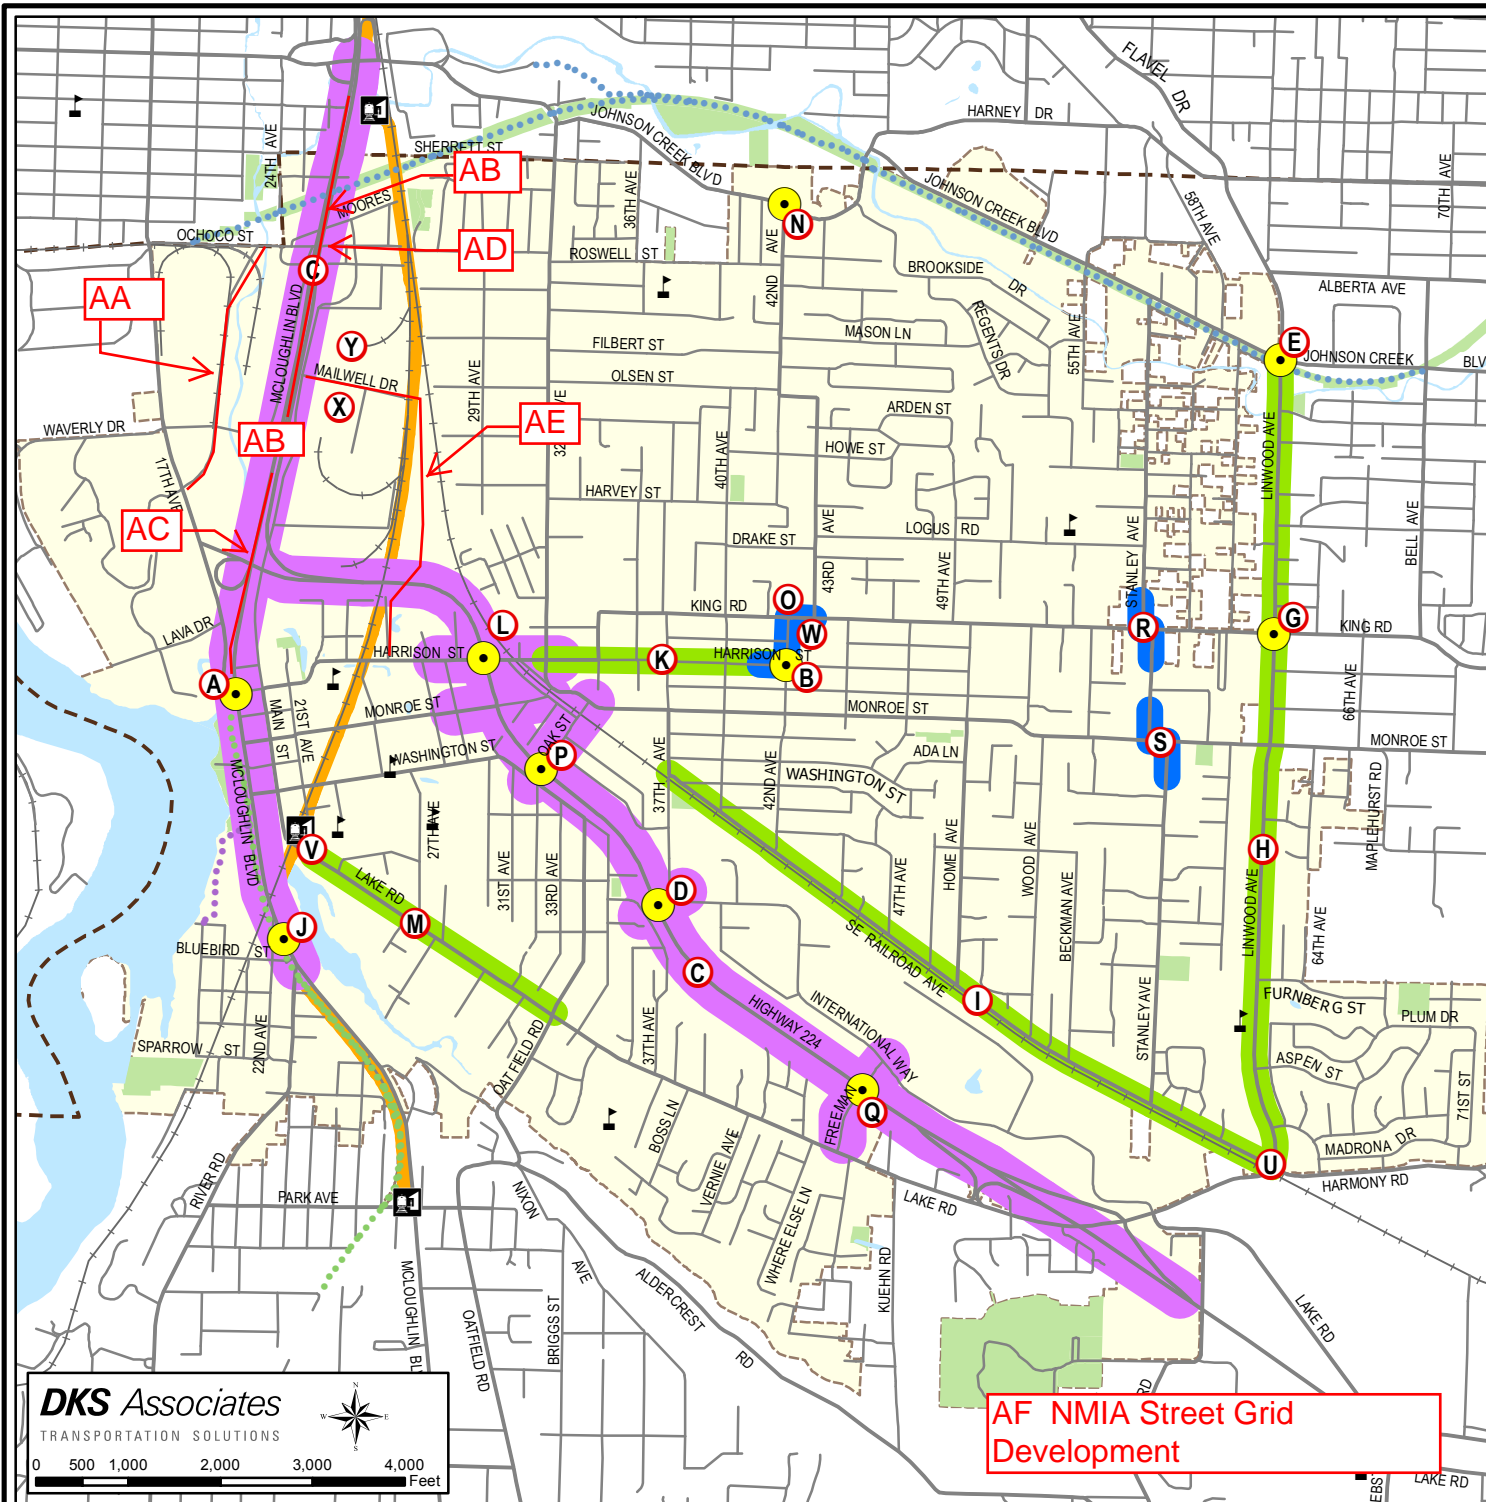 FLAVEL DR
HARNEY DR
24TH AVE
SHERRETT ST
JOHNSON CREEK BLVD
AB
MOORES
36TH AVE
JOHNSON CREEK BLVD
58TH AVE
70TH AVE
N
OCHOCO ST
AD
ROSWELL ST
42ND AVE
BROOKSIDE DR
C
ALBERTA AVE
AA
MCLOUGHLIN BLVD
REGENTS DR
MASON LN
55TH AVE
Y
FILBERT ST
E
JOHNSON CREEK BLV
MAILWELL DR
OLSEN ST
29TH AVE
X
ARDEN ST
WAVERLY DR
AB
AE
40TH AVE
HOWE ST
LINWOOD AVE
17TH AVE
HARVEY ST
AC
DRAKE ST
43RD AVE
LOGUS RD
STANLEY AVE
BELL AVE
49TH AVE
O
KING RD
L
W
R
G
KING RD
LAVA DR
HARRISON ST
K
HARRISON ST
B
A
MAIN ST
21ST AVE
MONROE ST
MONROE ST
66TH AVE
OAK ST
WASHINGTON ST
P
37TH AVE
42ND AVE
WASHINGTON ST
ADA LN
S
MONROE ST
MCLOUGHLIN BLVD
27TH AVE
MAPLEHURST RD
V
LAKE RD
31ST AVE
33RD AVE
47TH AVE
HOME AVE
WOOD AVE
H
D
M
BECKMAN AVE
LINWOOD AVE
64TH AVE
J
BLUEBIRD ST
SE RAILROAD AVE
C
I
HIGHWAY 224
INTERNATIONAL WAY
STANLEY AVE
FURNBERG ST
PLUM DR
SPARROW ST
22ND AVE
OATFIELD RD
37TH AVE
ASPEN ST
71ST ST
FREEMAN
Q
BOSS LN
VERNIE AVE
MADRONA DR
U
RIVER RD
PARK AVE
NIXON AVE
WHERE ELSE LN
LAKE RD
HARMONY RD
KUEHN RD
MCLOUGHLIN BLV
OATFIELD RD
BRIGGS ST
ALDERCREST RD
LAKE RD
RD
DKS Associates
TRANSPORTATION SOLUTIONS
N
W E
S
0 500 1,000 2,000 3,000 4,000
Feet
AF NMIA Street Grid
Development
LAKE RD